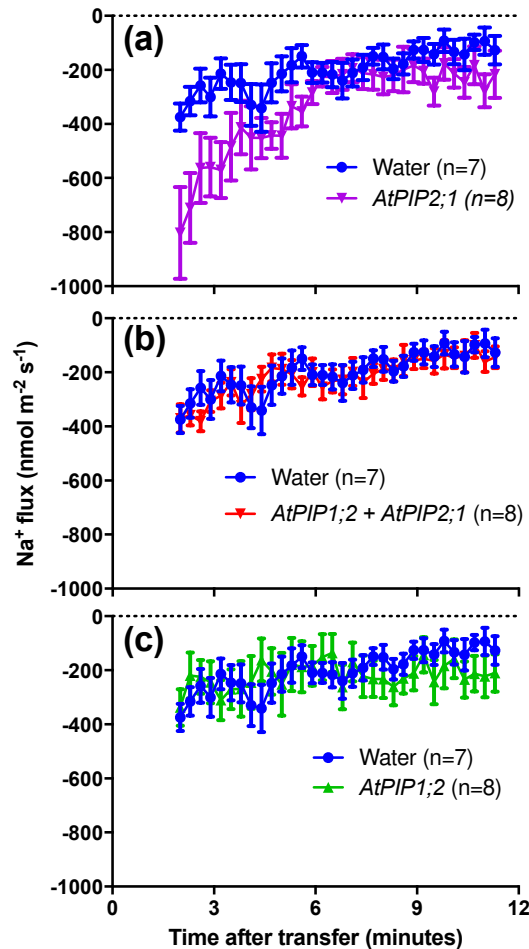 (a)
0
-200
-400
-600
-800
-1000
Water (n=7)
AtPIP2;1 (n=8)
(b)
0
-200
-400
-600
-800
-1000
Water (n=7)
AtPIP1;2 + AtPIP2;1 (n=8)
Na⁺ flux (nmol m⁻² s⁻¹)
(c)
0
-200
-400
-600
-800
-1000
Water (n=7)
AtPIP1;2 (n=8)
0 3 6 9 12
Time after transfer (minutes)